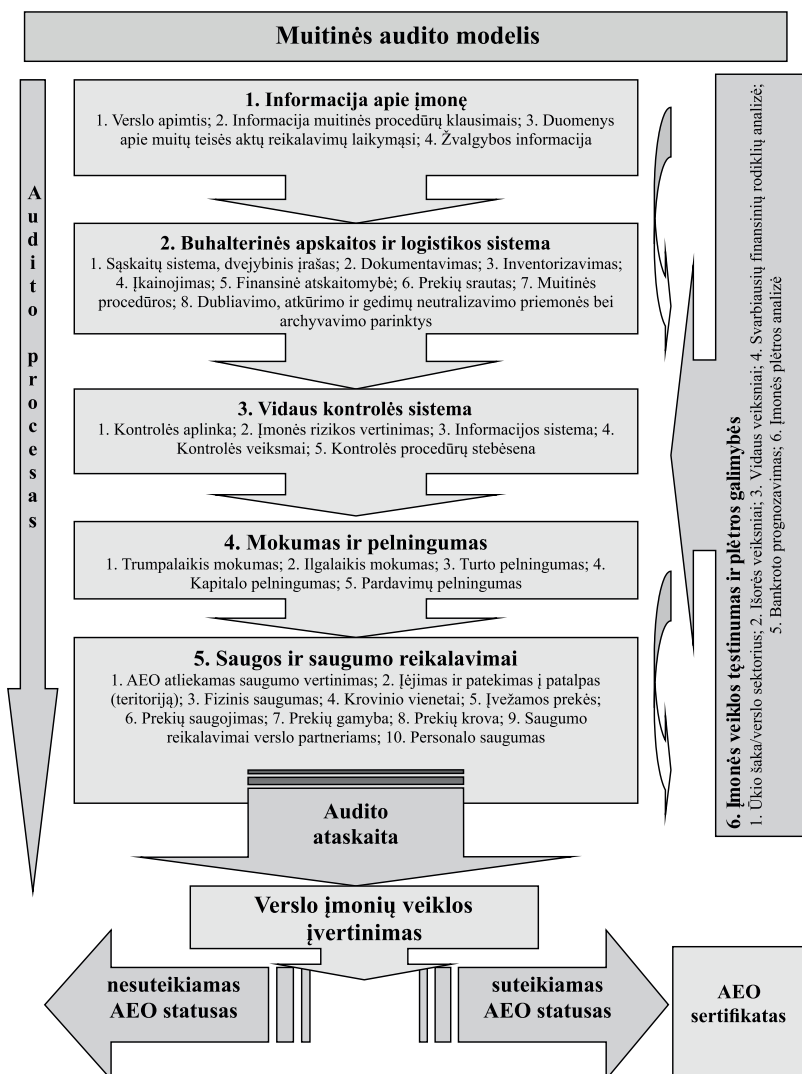 Muitinės audito modelis
Audito procesas
1. Informacija apie įmonę
1. Verslo apimtis; 2. Informacija muitinės procedūrų klausimais; 3. Duomenys
apie muitų teisės aktų reikalavimų laikymąsi; 4. Žvalgybos informacija
2. Buhalterinės apskaitos ir logistikos sistema
1. Sąskaitų sistema, dvejybinis įrašas; 2. Dokumentavimas; 3. Inventorizavimas;
4. Įkainojimas; 5. Finansinė atskaitomybė; 6. Prekių srautas; 7. Muitinės
procedūros; 8. Dubliavimo, atkūrimo ir gedimų neutralizavimo priemonės bei
archyvavimo parinktys
3. Vidaus kontrolės sistema
1. Kontrolės aplinka; 2. Įmonės rizikos vertinimas; 3. Informacijos sistema; 4.
Kontrolės veiksmai; 5. Kontrolės procedūrų stebėsena
4. Mokumas ir pelningumas
1. Trumpalaikis mokumas; 2. Ilgalaikis mokumas; 3. Turto pelningumas; 4.
Kapitalo pelningumas; 5. Pardavimų pelningumas
5. Saugos ir saugumo reikalavimai
1. AEO atliekamas saugumo vertinimas; 2. Įėjimas ir patekimas į patalpas
(teritoriją); 3. Fizinis saugumas; 4. Krovinio vienetai; 5. Įvežamos prekės;
6. Prekių saugojimas; 7. Prekių gamyba; 8. Prekių krova; 9. Saugumo
reikalavimai verslo partneriams; 10. Personalo saugumas
6. Įmonės veiklos tęstinumas ir plėtros galimybės
1. Ūkio šaka/verslo sektorius; 2. Išorės veiksniai; 3. Vidaus veiksniai; 4. Svarbiausių finansinių rodiklių analizė;
5. Bankroto prognozavimas; 6. Įmonės plėtros analizė
Audito
ataskaita
Verslo įmonių veiklos
įvertinimas
nesuteikiamas
AEO statusas
suteikiamas
AEO statusas
AEO
sertifikatas